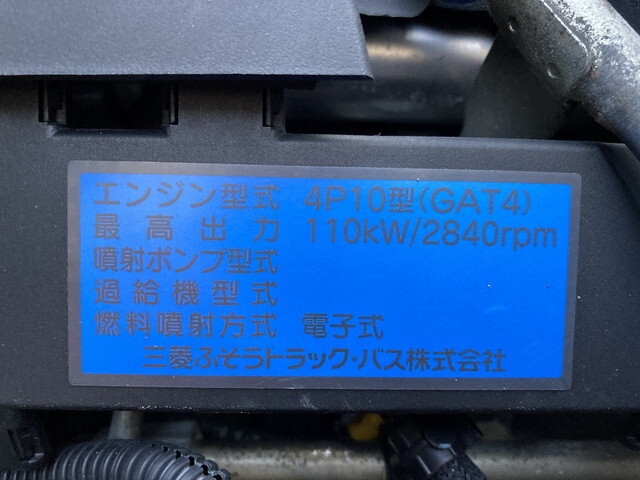 エンジン型式 4P10型(GAT4)
最高出力 110kW/2840rpm
噴射ポンプ型式
過給機型式
燃料噴射方式 電子式
三菱ふそうトラック・バス株式会社